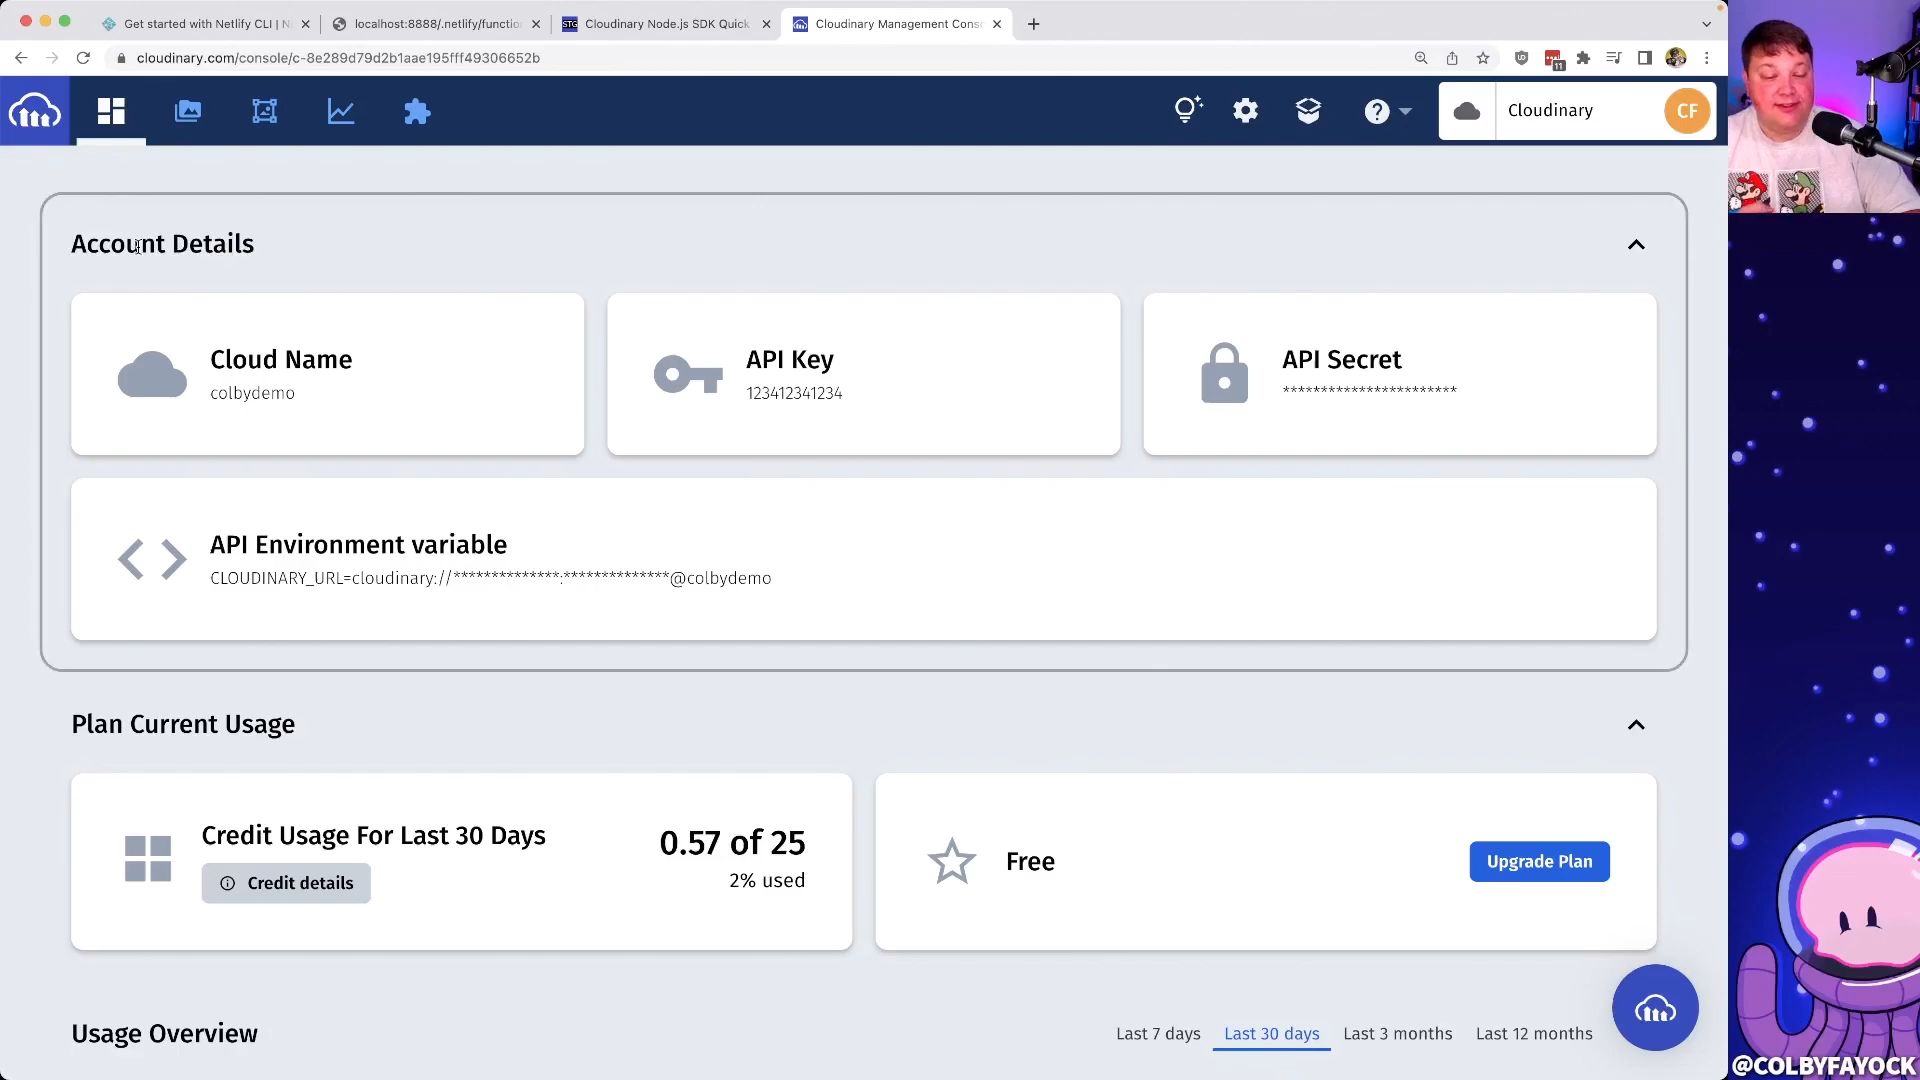 Get started with Netlify CLI | N
localhost:8888/.netlify/functio
STG
Cloudinary Node.js SDK Quick
Cloudinary Management Cons
cloudinary.com/console/c-8e289d79d2b1aae195fff49306652b
11
Cloudinary
CF
Account Details
Cloud Name
colbydemo
API Key
123412341234
API Secret
***********************
API Environment variable
CLOUDINARY_URL=cloudinary://**************:**************@colbydemo
Plan Current Usage
Credit Usage For Last 30 Days
Credit details
0.57 of 25
2% used
Free
Upgrade Plan
Usage Overview
Last 7 days
Last 30 days
Last 3 months
Last 12 months
@COLBYFAYOCK